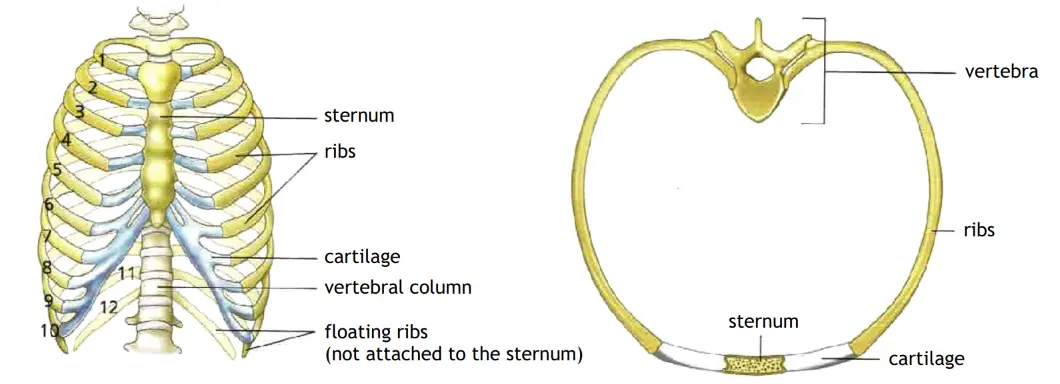 1
2
3
4
5
6
7
8
9
10
11
12
sternum
ribs
cartilage
vertebral column
floating ribs
(not attached to the sternum)
vertebra
ribs
sternum
cartilage